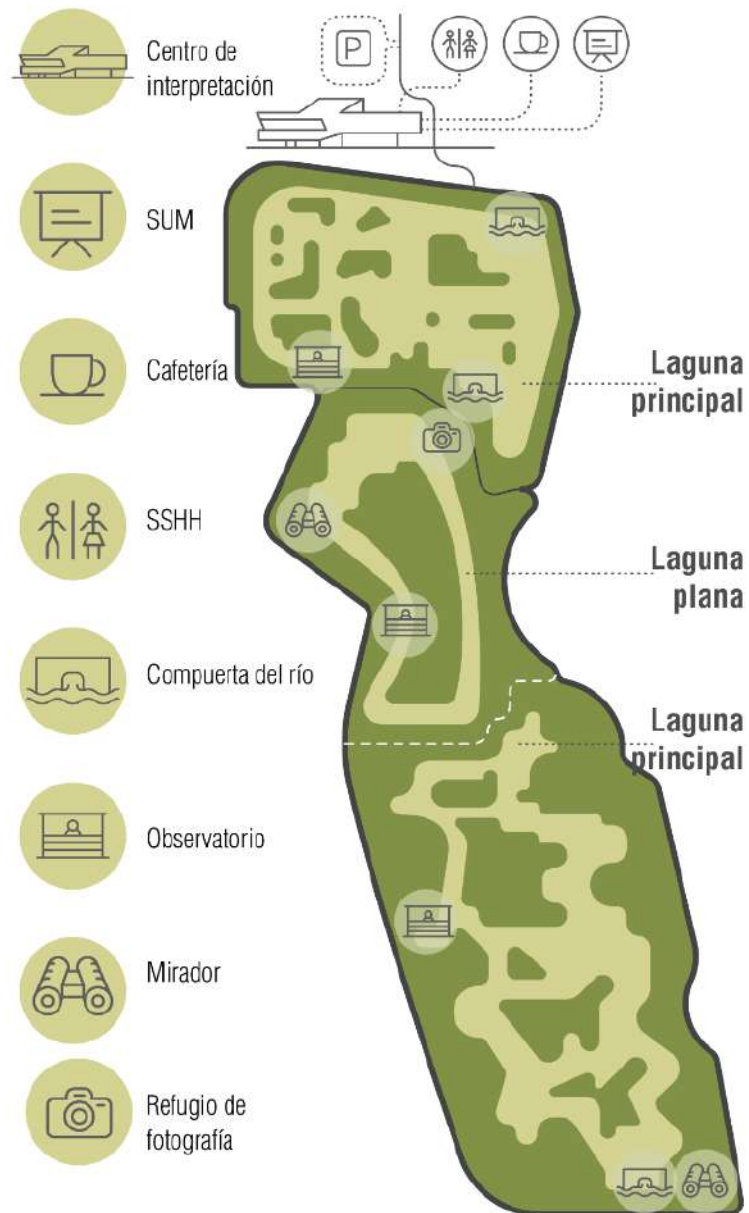 Centro de
interpretación
P
SUM
Cafetería
Laguna
principal
SSHH
Laguna
plana
Compuerta del río
Laguna
principal
Observatorio
Mirador
Refugio de
fotografía